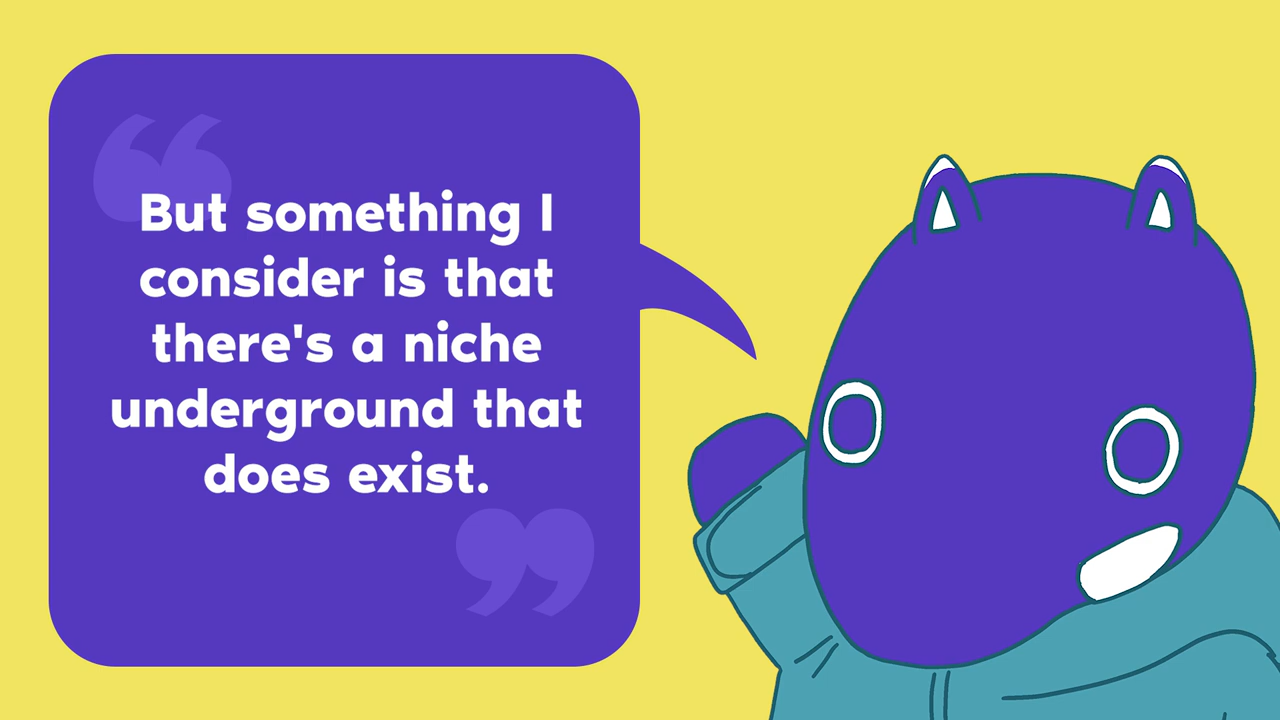 But something I
consider is that
there's a niche
underground that
does exist.